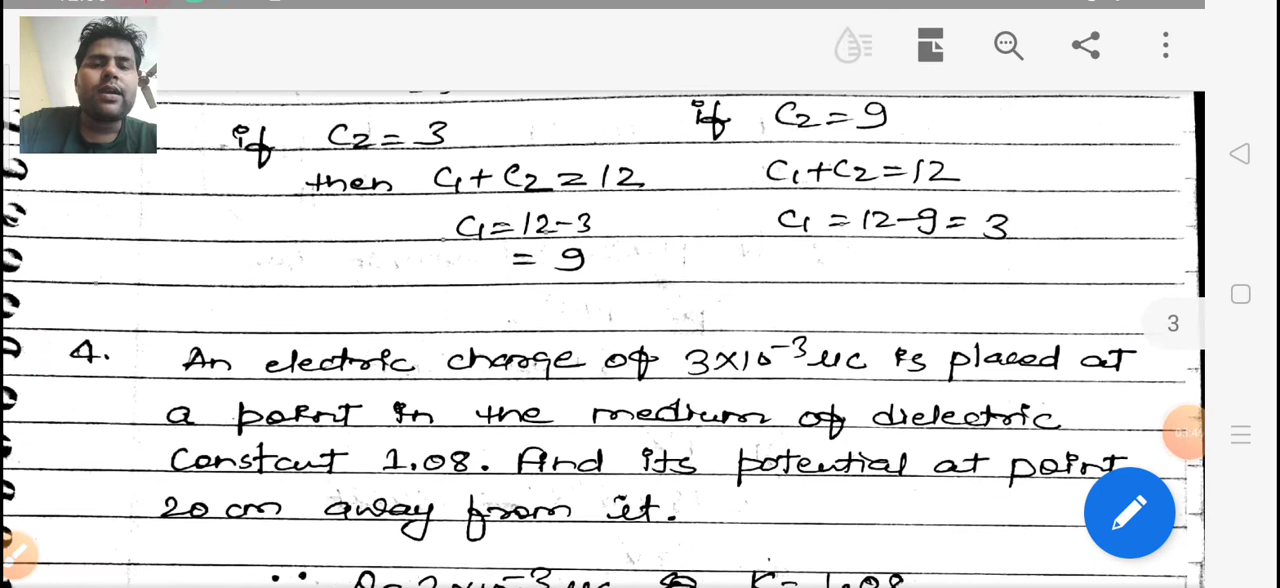 if C2 = 3
then C1 + C2 = 12
C1 = 12 - 3
= 9
if C2 = 9
C1 + C2 = 12
C1 = 12 - 9 = 3
3
4. An electric charge of 3×10⁻³ uc is placed at
a point in the medium of dielectric
Constant 1.08. Find its potential at point
20 cm away from it.